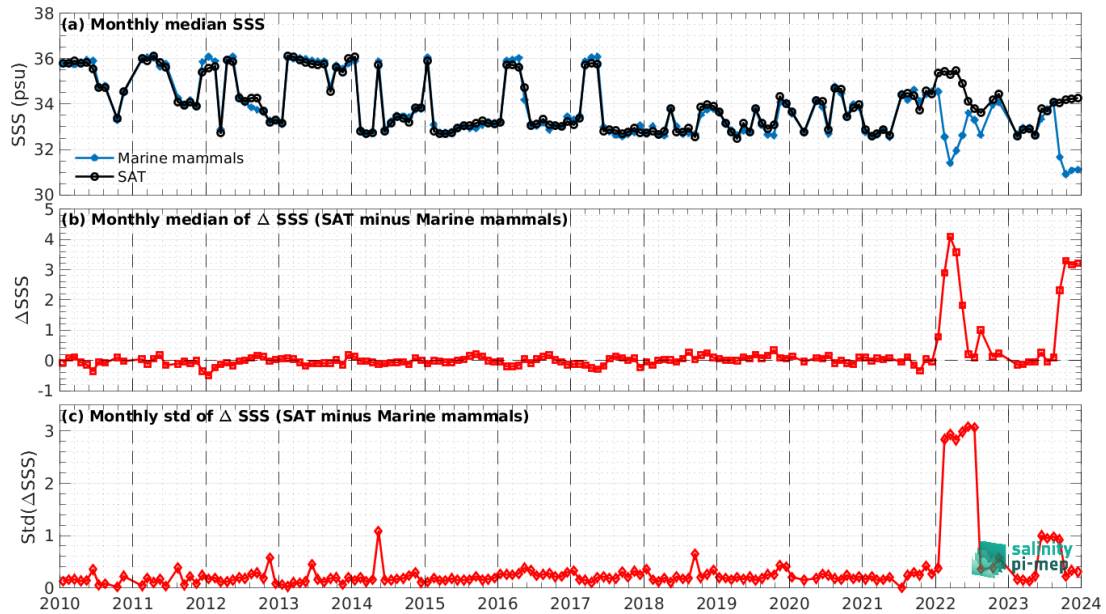 (a) Monthly median SSS
SSS (psu)
38
36
34
32
30
Marine mammals
SAT
(b) Monthly median of Δ SSS (SAT minus Marine mammals)
ΔSSS
5
4
3
2
1
0
-1
(c) Monthly std of Δ SSS (SAT minus Marine mammals)
Std(ΔSSS)
3
2
1
0
salinity
pi-mep
2010 2011 2012 2013 2014 2015 2016 2017 2018 2019 2020 2021 2022 2023 2024